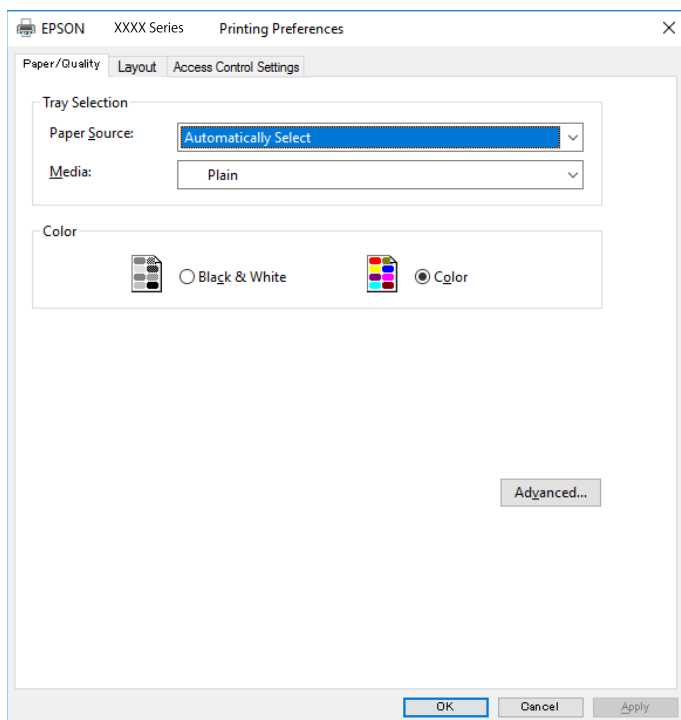 EPSON XXXX Series Printing Preferences
Paper/Quality Layout Access Control Settings
Tray Selection
Paper Source: Automatically Select
Media: Plain
Color
Black & White Color
Advanced...
OK Cancel Apply